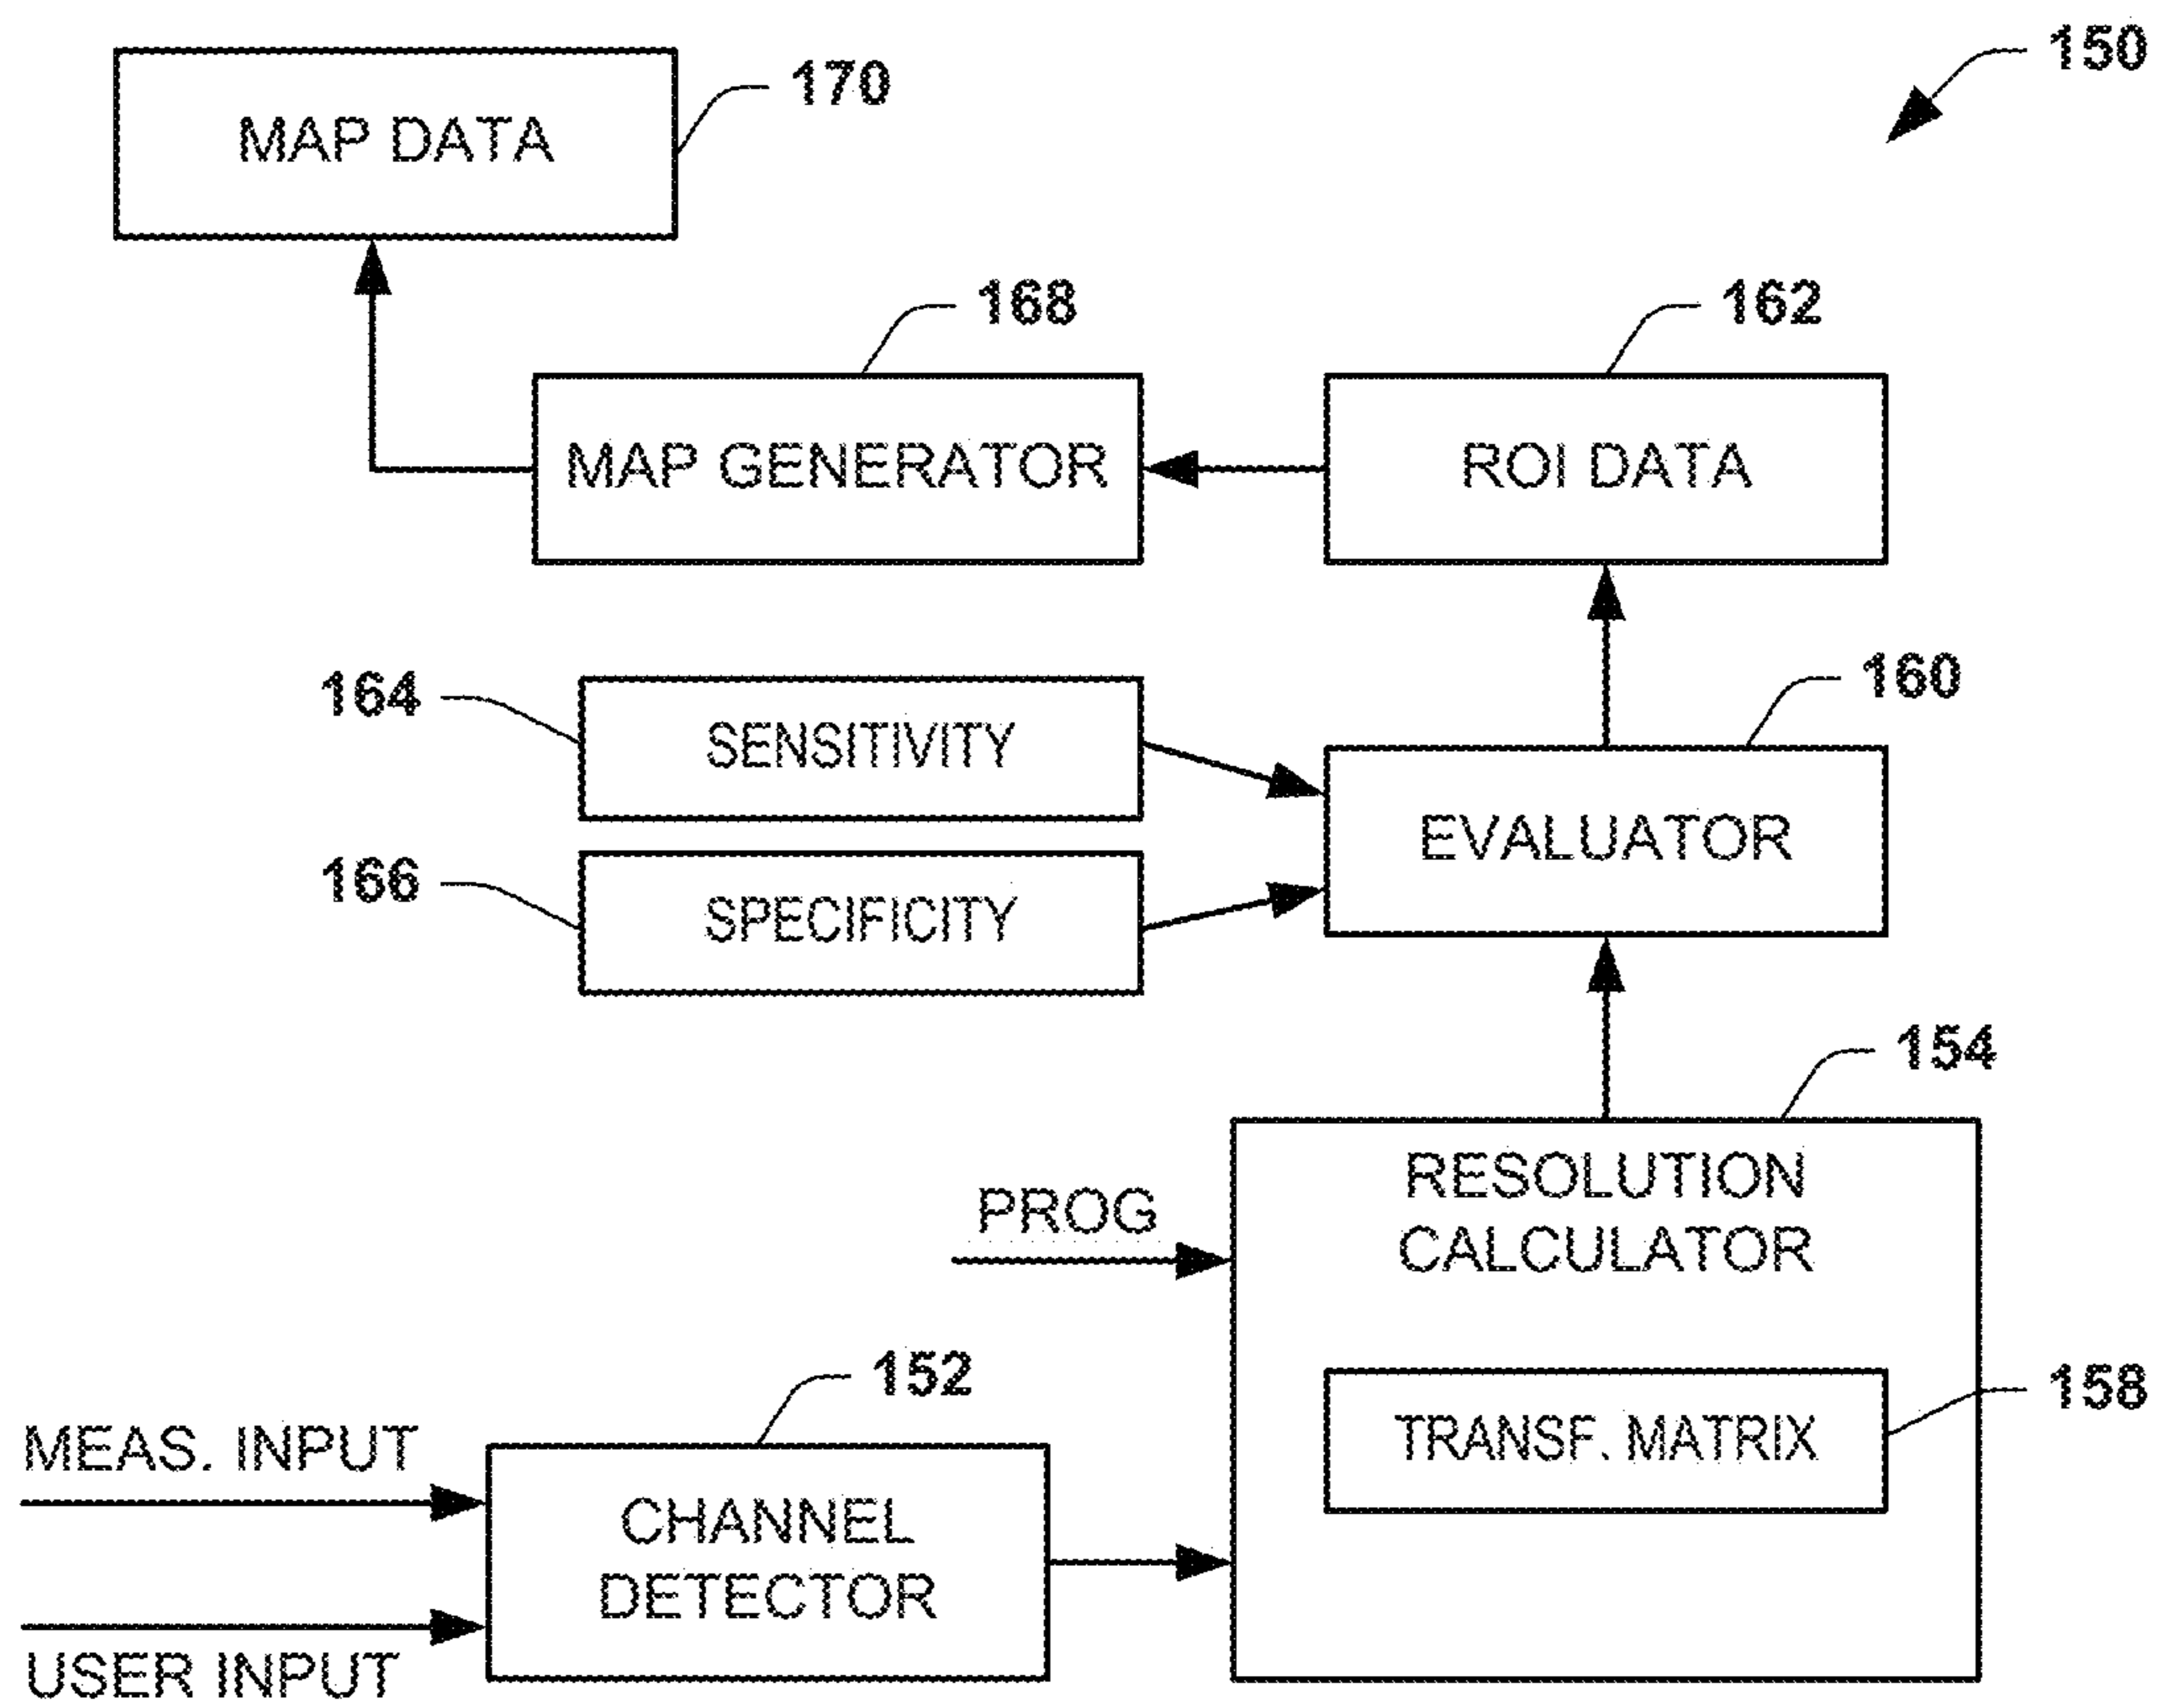 150
170
MAP DATA
168
162
MAP GENERATOR
ROI DATA
164
SENSITIVITY
160
EVALUATOR
166
SPECIFICITY
154
RESOLUTION
CALCULATOR
PROG
158
TRANSF. MATRIX
152
MEAS. INPUT
CHANNEL
DETECTOR
USER INPUT